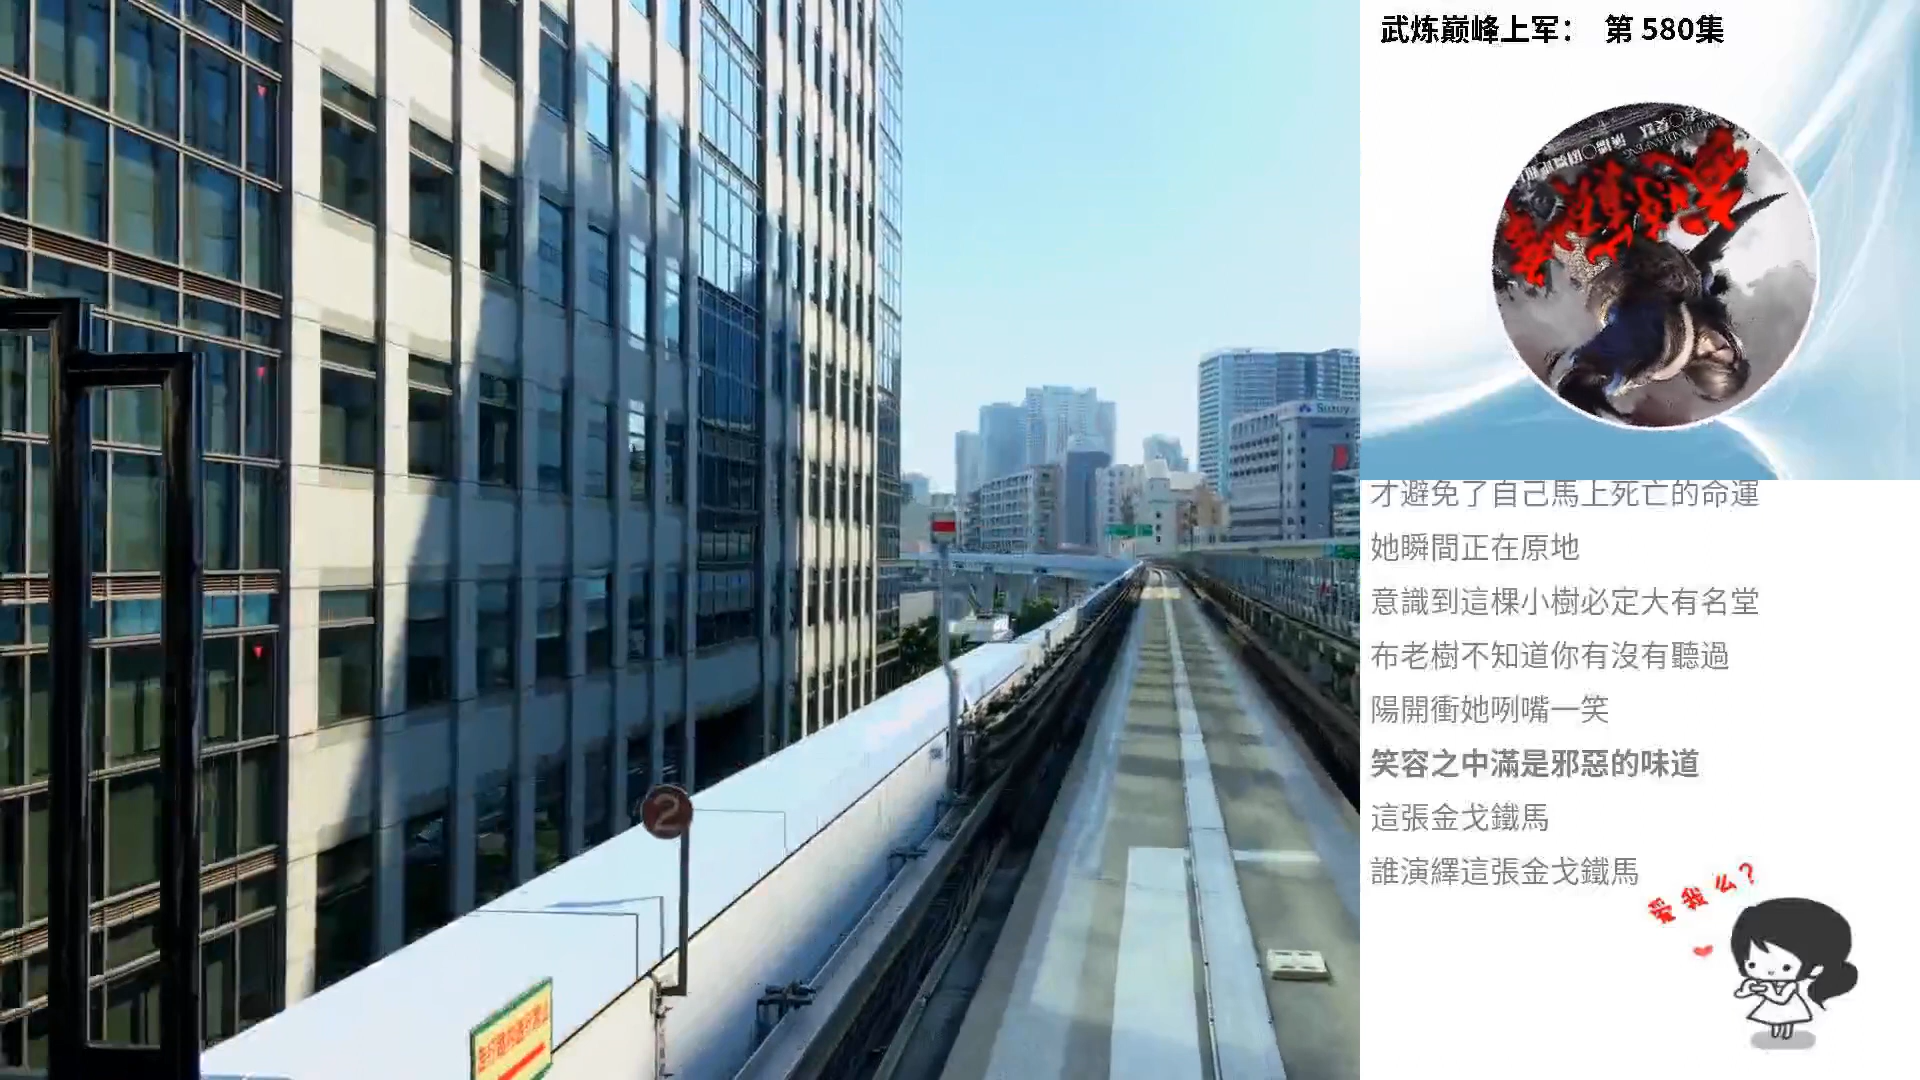 武炼巅峰上军： 第 580集
才避免了自己馬上死亡的命運
她瞬間正在原地
意識到這棵小樹必定大有名堂
布老樹不知道你有沒有聽過
陽開衝她咧嘴一笑
笑容之中滿是邪惡的味道
這張金戈鐵馬
誰演繹這張金戈鐵馬
爱我么？
2